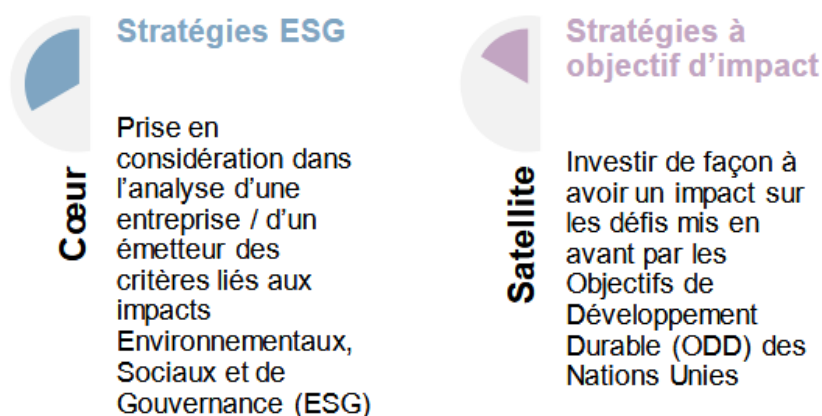 Stratégies ESG
Cœur
Prise en
considération dans
l'analyse d'une
entreprise / d'un
émetteur des
critères liés aux
impacts
Environnementaux,
Sociaux et de
Gouvernance (ESG)
Stratégies à
objectif d'impact
Satellite
Investir de façon à
avoir un impact sur
les défis mis en
avant par les
Objectifs de
Développement
Durable (ODD) des
Nations Unies